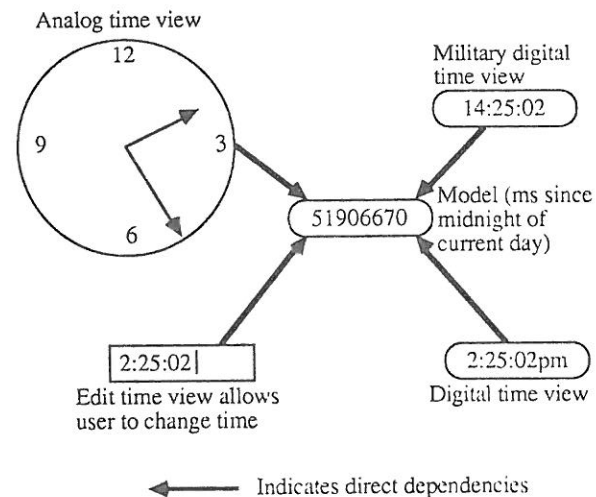 Analog time view
12
9
3
6
Military digital
time view
14:25:02
51906670
Model (ms since
midnight of
current day)
2:25:02
Edit time view allows
user to change time
2:25:02pm
Digital time view
Indicates direct dependencies